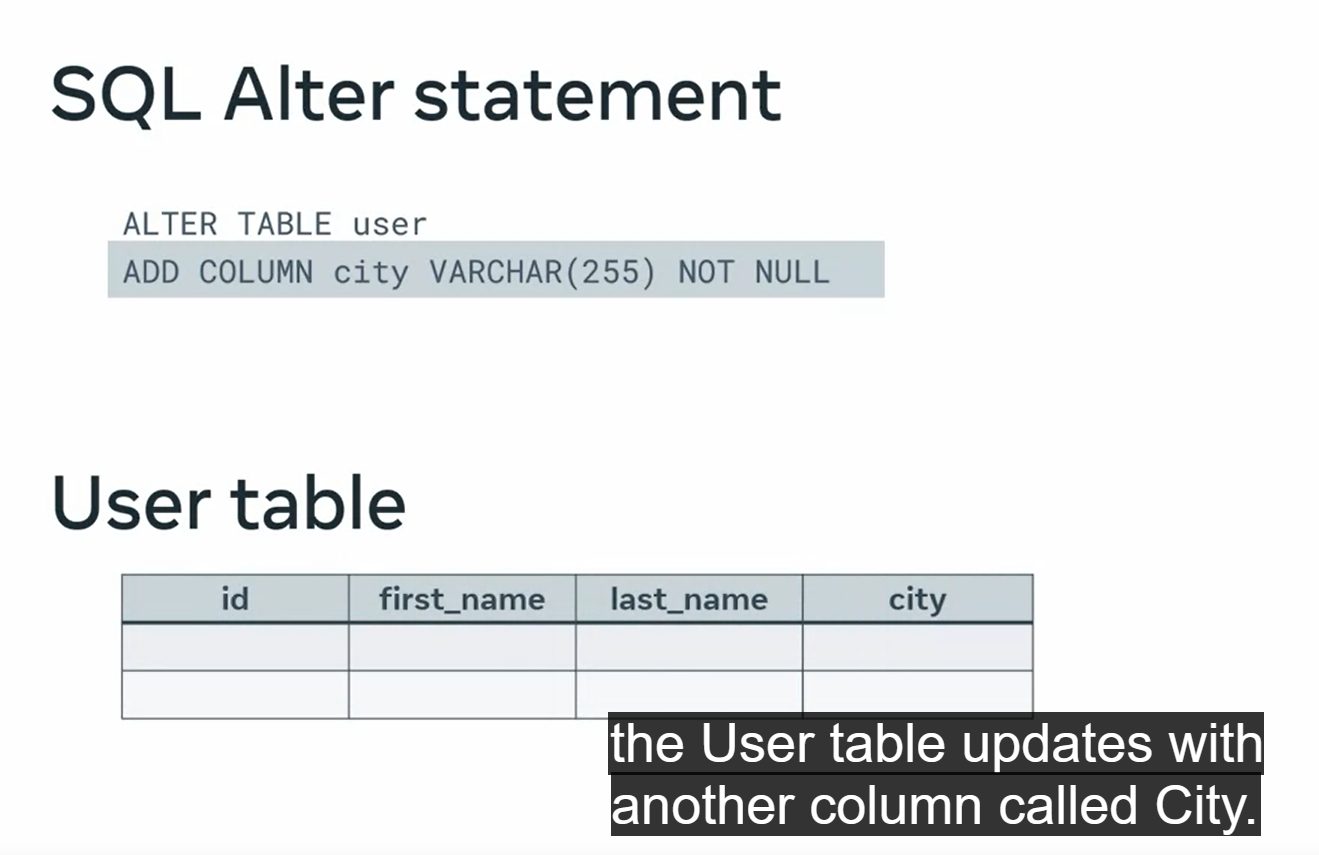 SQL Alter statement
ALTER TABLE user
ADD COLUMN city VARCHAR(255) NOT NULL
User table
id first_name last_name city
the User table updates with
another column called City.